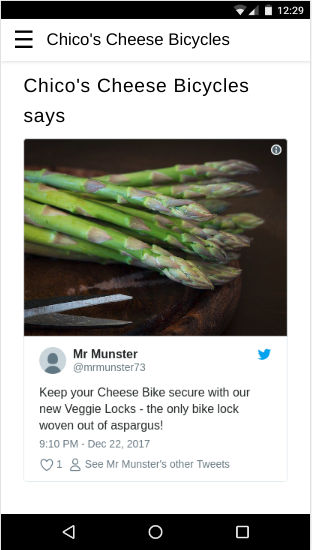 12:29
Chico's Cheese Bicycles
Chico's Cheese Bicycles
says
Mr Munster
@mrmunster73
Keep your Cheese Bike secure with our
new Veggie Locks - the only bike lock
woven out of aspargus!
9:10 PM - Dec 22, 2017
1 See Mr Munster's other Tweets